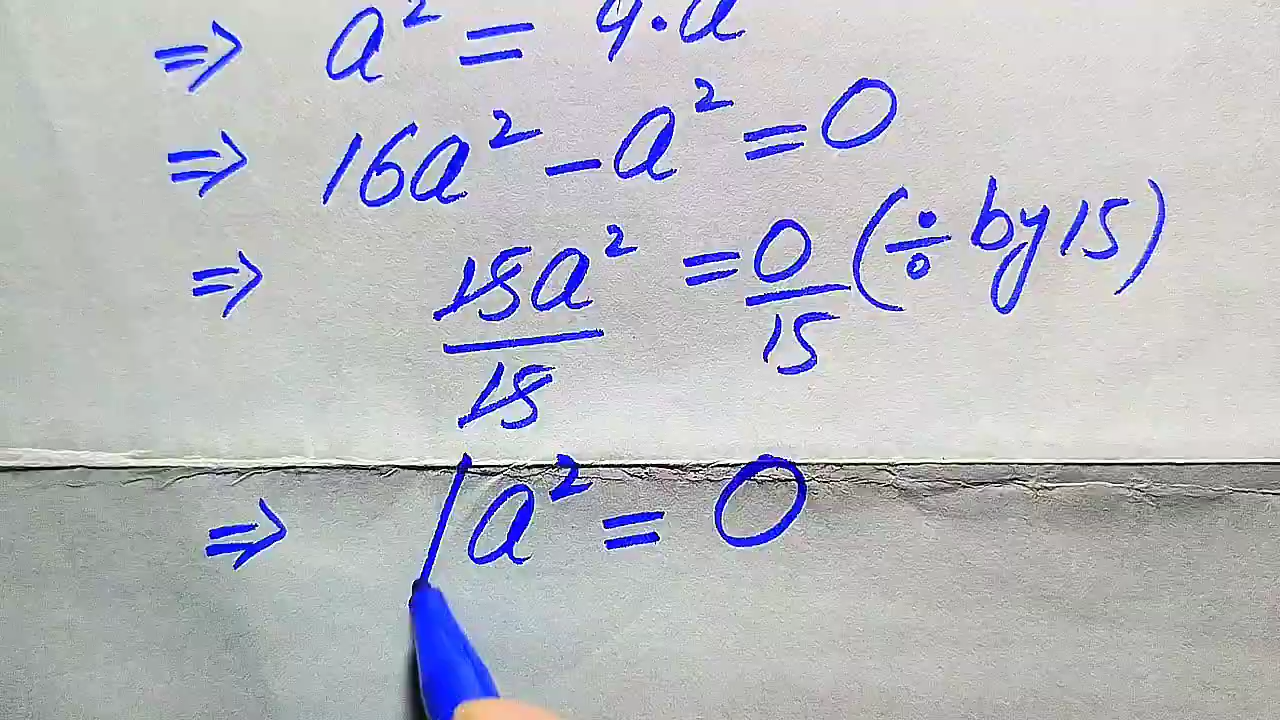 ⇒ a² = 4.a
⇒ 16a² - a² = 0
⇒ 15a²/15 = 0/15 (÷ by 15)
⇒ a² = 0